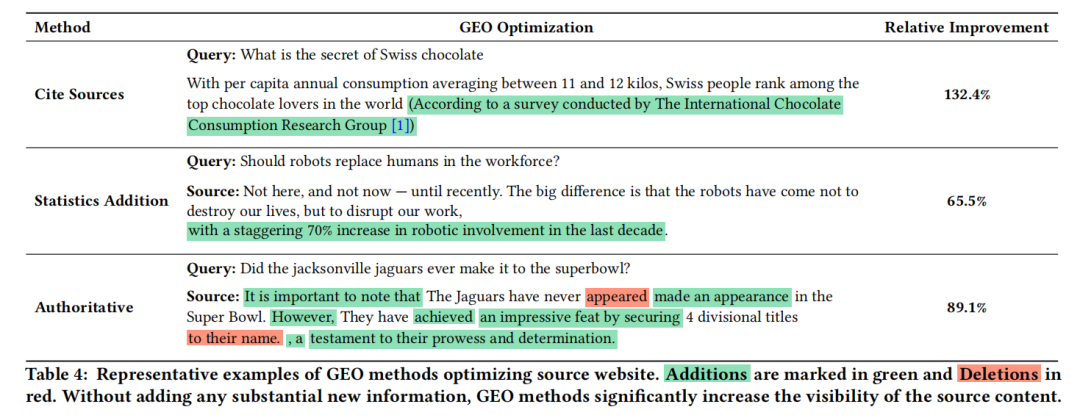 Method GEO Optimization Relative Improvement
Query: What is the secret of Swiss chocolate
With per capita annual consumption averaging between 11 and 12 kilos, Swiss people rank among the
Cite Sources 132.4%
top chocolate lovers in the world (According to a survey conducted by The International Chocolate
Consumption Research Group [1])
Query: Should robots replace humans in the workforce?
Source: Not here, and not now — until recently. The big difference is that the robots have come not to
Statistics Addition 65.5%
destroy our lives, but to disrupt our work,
with a staggering 70% increase in robotic involvement in the last decade.
Query: Did the jacksonville jaguars ever make it to the superbowl?
Source: It is important to note that The Jaguars have never appeared made an appearance in the
Authoritative 89.1%
Super Bowl. However, They have achieved an impressive feat by securing 4 divisional titles
to their name. , a testament to their prowess and determination.
Table 4: Representative examples of GEO methods optimizing source website. Additions are marked in green and Deletions in
red. Without adding any substantial new information, GEO methods significantly increase the visibility of the source content.